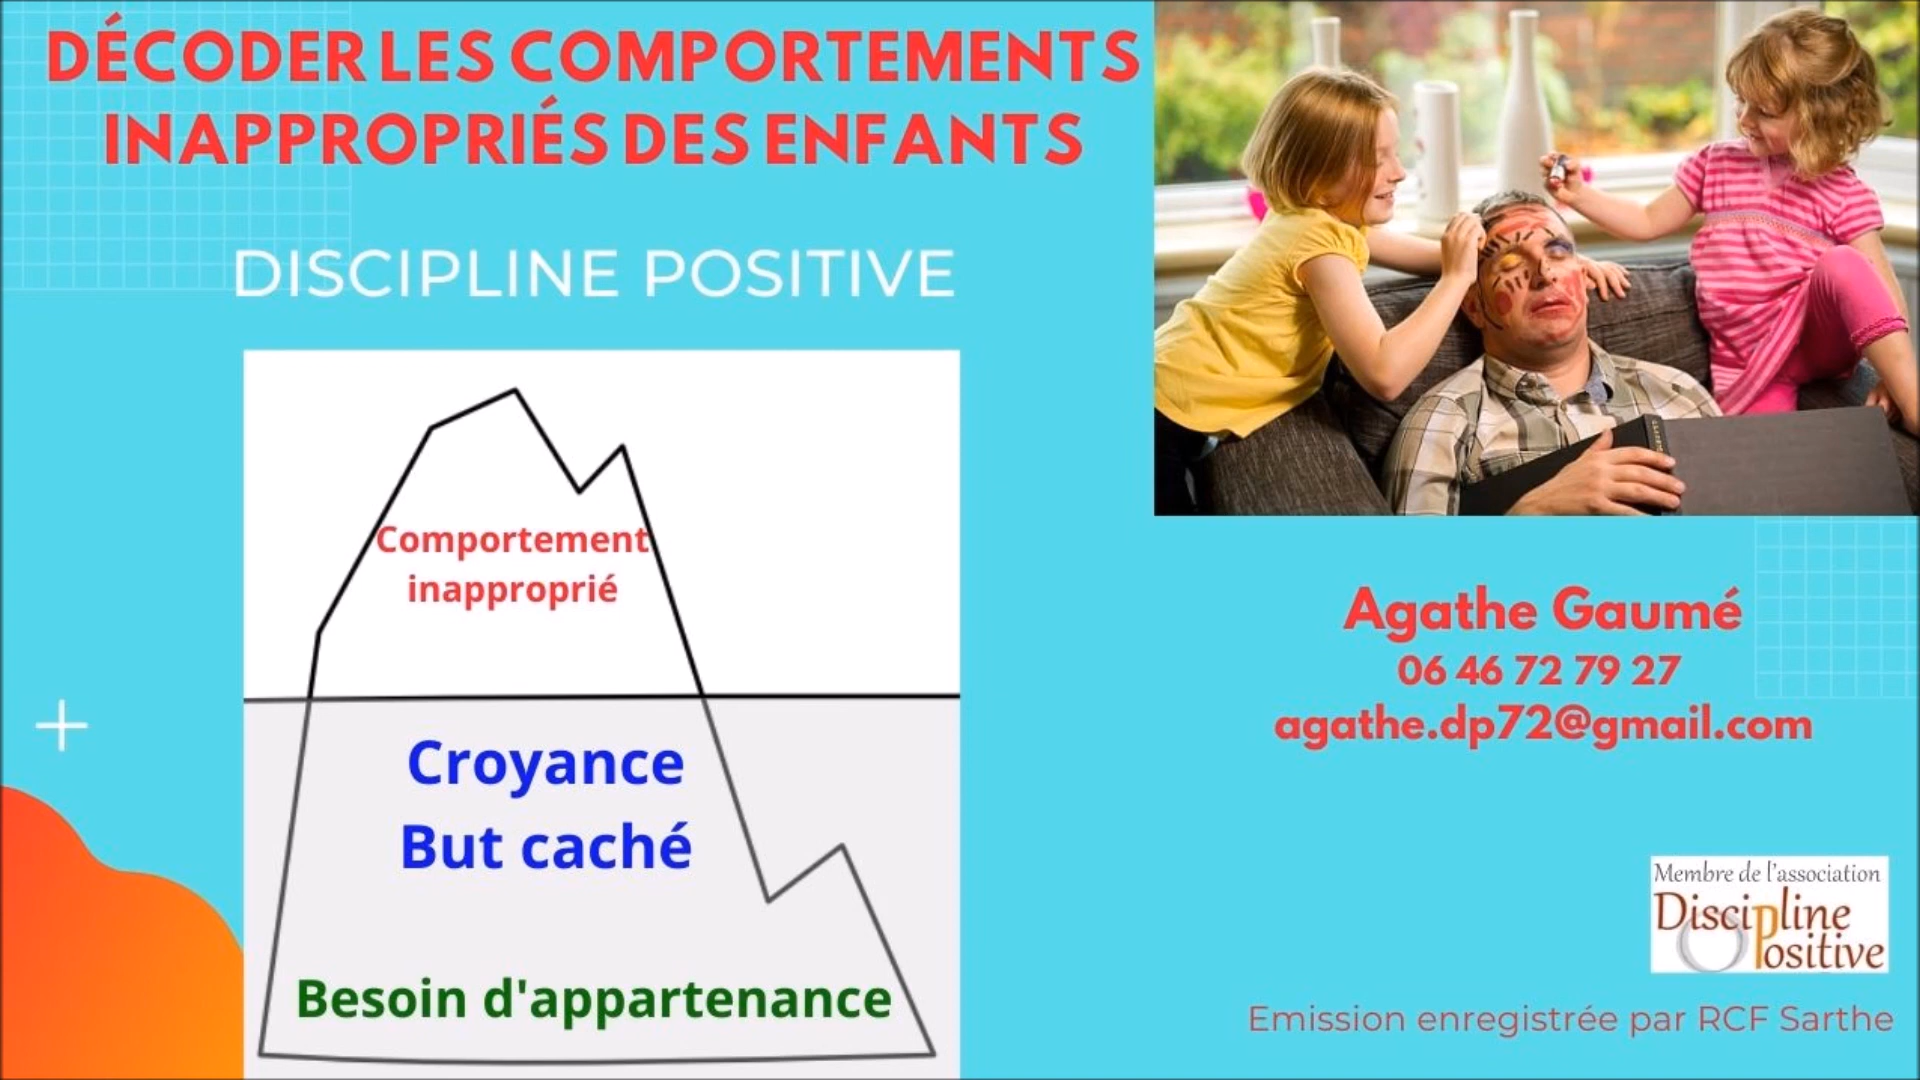 DÉCODER LES COMPORTEMENTS
INAPPROPRIÉS DES ENFANTS
DISCIPLINE POSITIVE
Comportement
inapproprié
Croyance
But caché
Besoin d'appartenance
Agathe Gaumé
06 46 72 79 27
agathe.dp72@gmail.com
Membre de l'association
Discipline
Positive
Emission enregistrée par RCF Sarthe